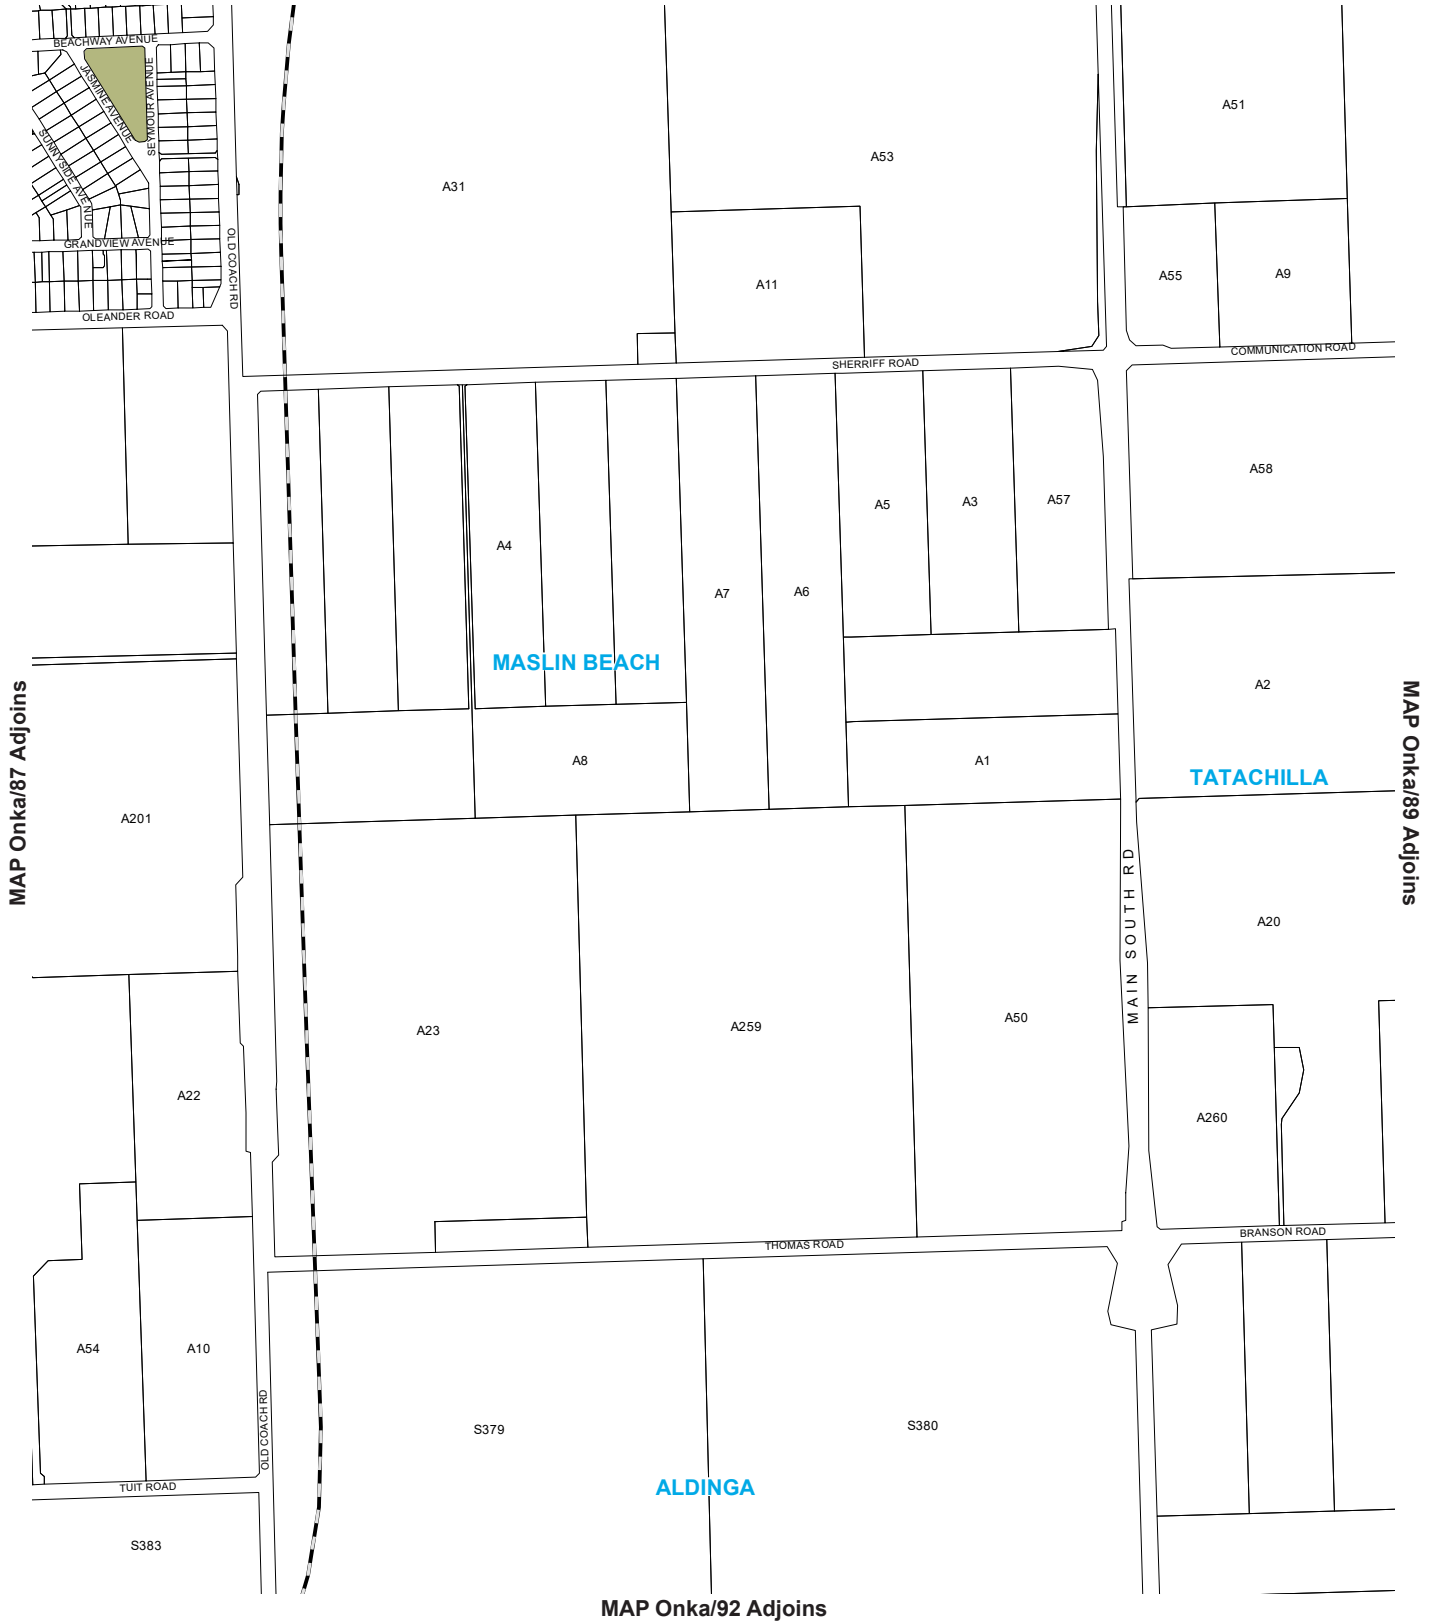 BEACHWAY AVENUE
JASMINE AVENUE
SEYMOUR AVENUE
SUNNYSIDE AVENUE
GRANDVIEW AVENUE
OLD COACH RD
OLEANDER ROAD
A31
A53
A51
A11
A55
A9
SHERRIFF ROAD
COMMUNICATION ROAD
A58
A5
A3
A57
A4
A7
A6
MASLIN BEACH
A2
MAP Onka/87 Adjoins
MAP Onka/89 Adjoins
A8
A1
TATACHILLA
A201
MAIN SOUTH RD
A20
A23
A259
A50
A22
A260
THOMAS ROAD
BRANSON ROAD
A54
A10
OLD COACH RD
S379
S380
TUIT ROAD
ALDINGA
S383
MAP Onka/92 Adjoins